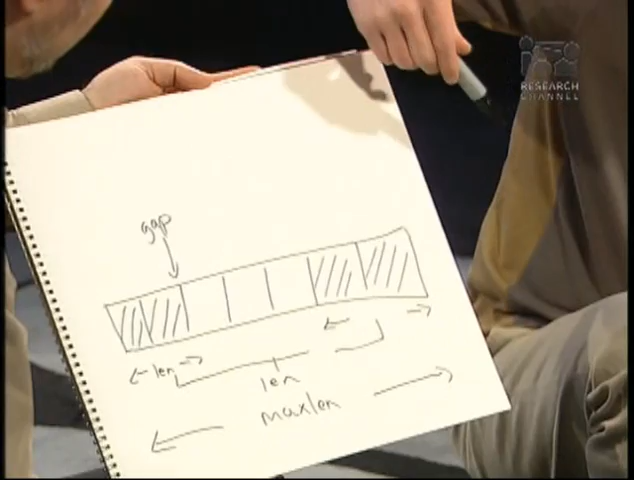 RESEARCH
CHANNEL
gap
len
len
maxlen